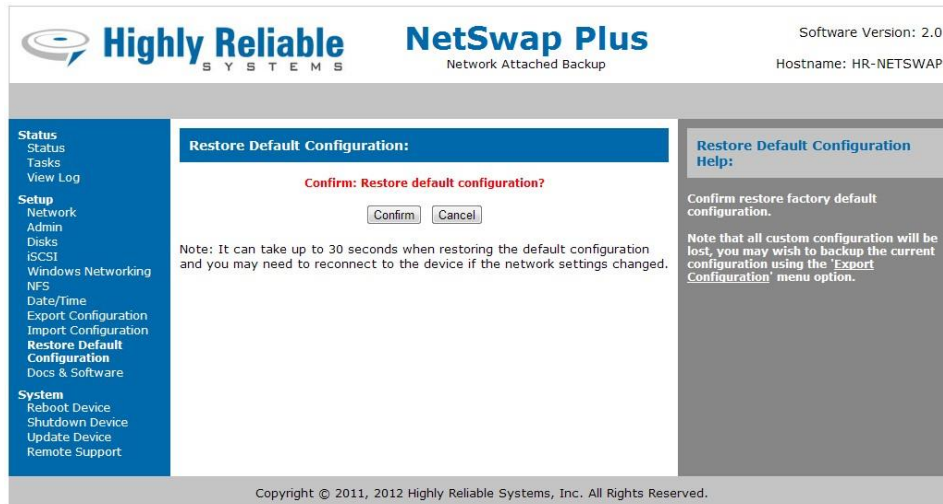 Highly Reliable
SYSTEMS
NetSwap Plus
Network Attached Backup
Software Version: 2.0
Hostname: HR-NETSWAP
Status
Status
Tasks
View Log
Setup
Network
Admin
Disks
iSCSI
Windows Networking
NFS
Date/Time
Export Configuration
Import Configuration
Restore Default
Configuration
Docs & Software
System
Reboot Device
Shutdown Device
Update Device
Remote Support
Restore Default Configuration:
Confirm: Restore default configuration?
Confirm Cancel
Note: It can take up to 30 seconds when restoring the default configuration
and you may need to reconnect to the device if the network settings changed.
Restore Default Configuration
Help:
Confirm restore factory default
configuration.
Note that all custom configuration will be
lost, you may wish to backup the current
configuration using the 'Export
Configuration' menu option.
Copyright © 2011, 2012 Highly Reliable Systems, Inc. All Rights Reserved.